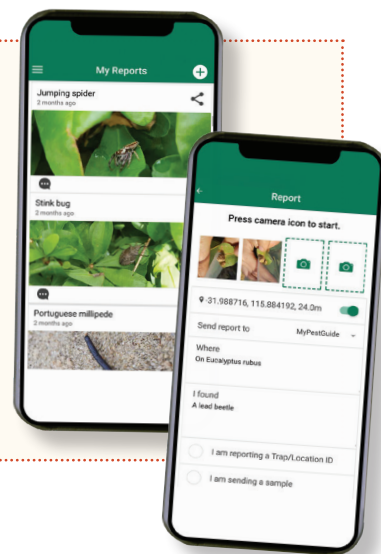 My Reports
Jumping spider
2 months ago
Stink bug
2 months ago
Portuguese millipede
2 months ago
Report
Press camera icon to start.
-31.988716, 115.884192, 24.0m
Send report to MyPestGuide
Where
On Eucalyptus rubus
I found
A lead beetle
I am reporting a Trap/Location ID
I am sending a sample